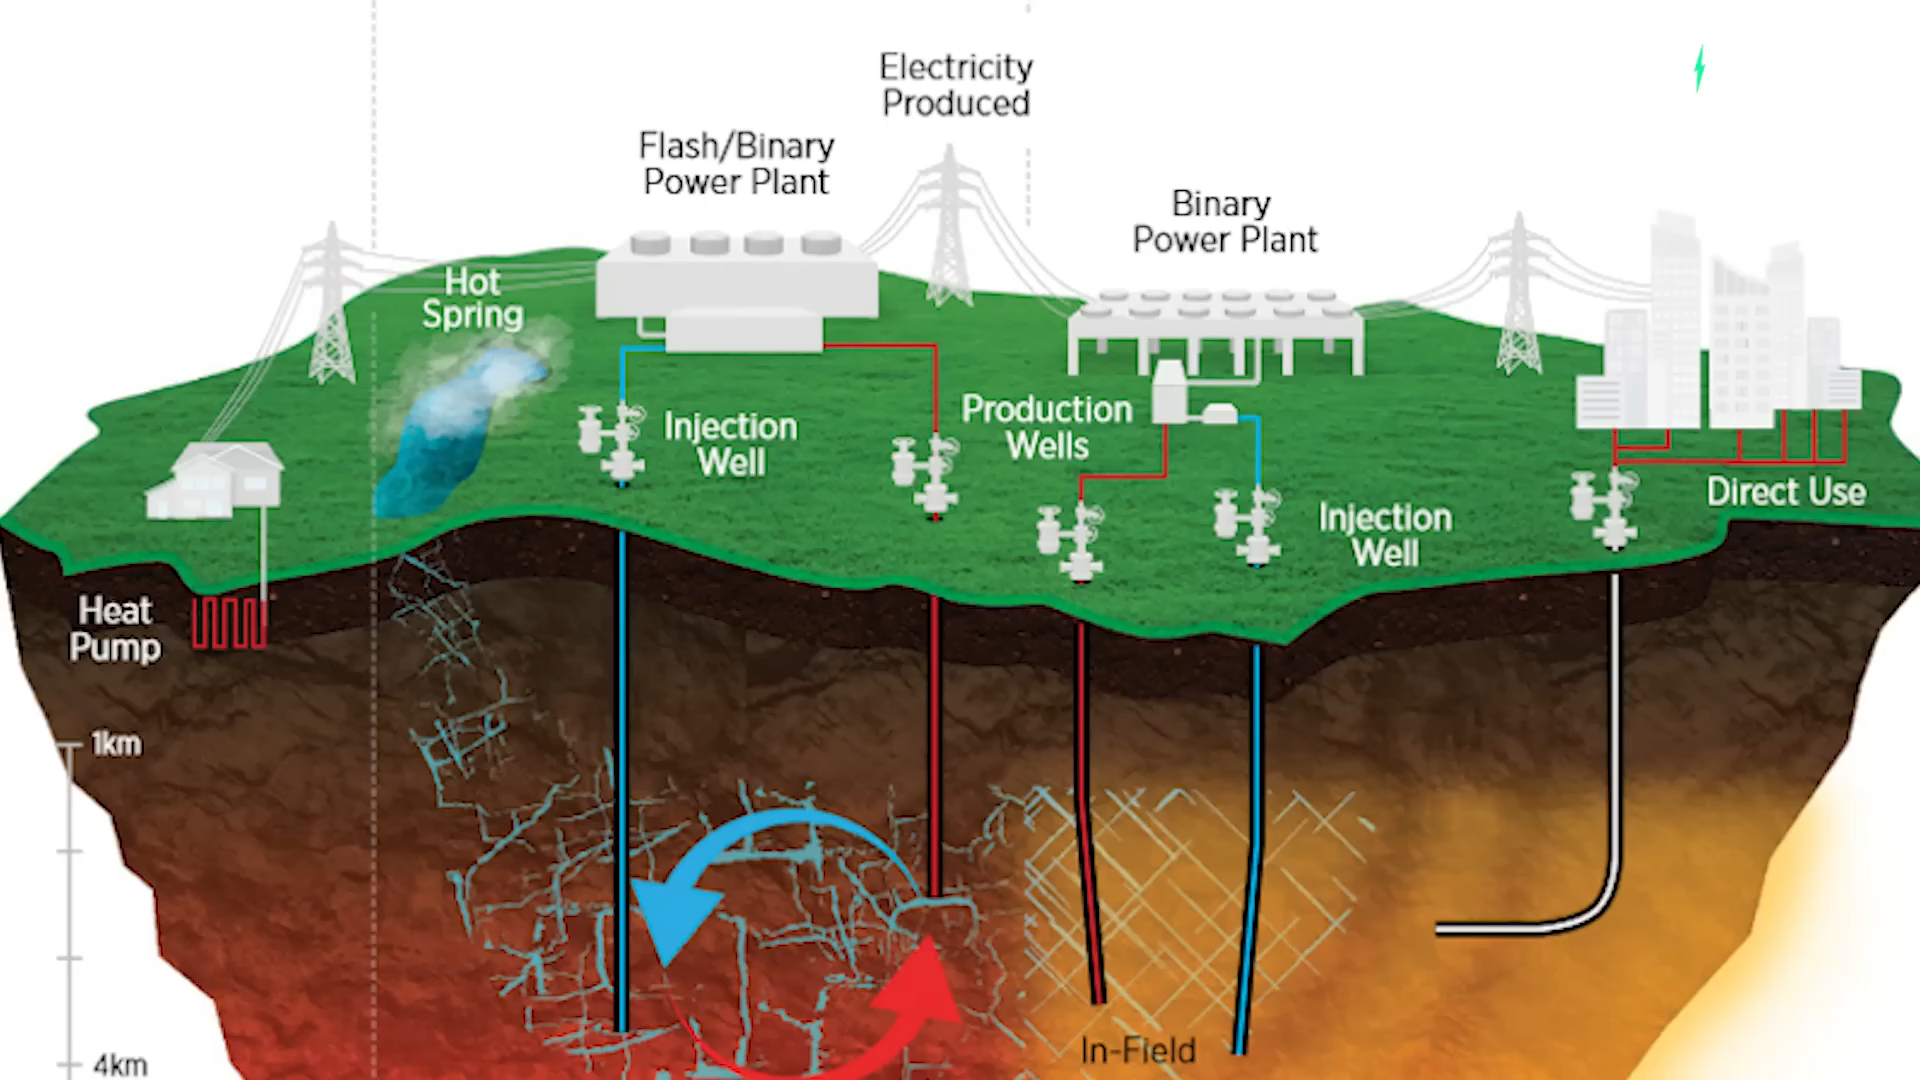 Electricity
Produced
Flash/Binary
Power Plant
Binary
Power Plant
Hot
Spring
Injection
Well
Production
Wells
Injection
Well
Direct Use
Heat
Pump
1km
In-Field
4km